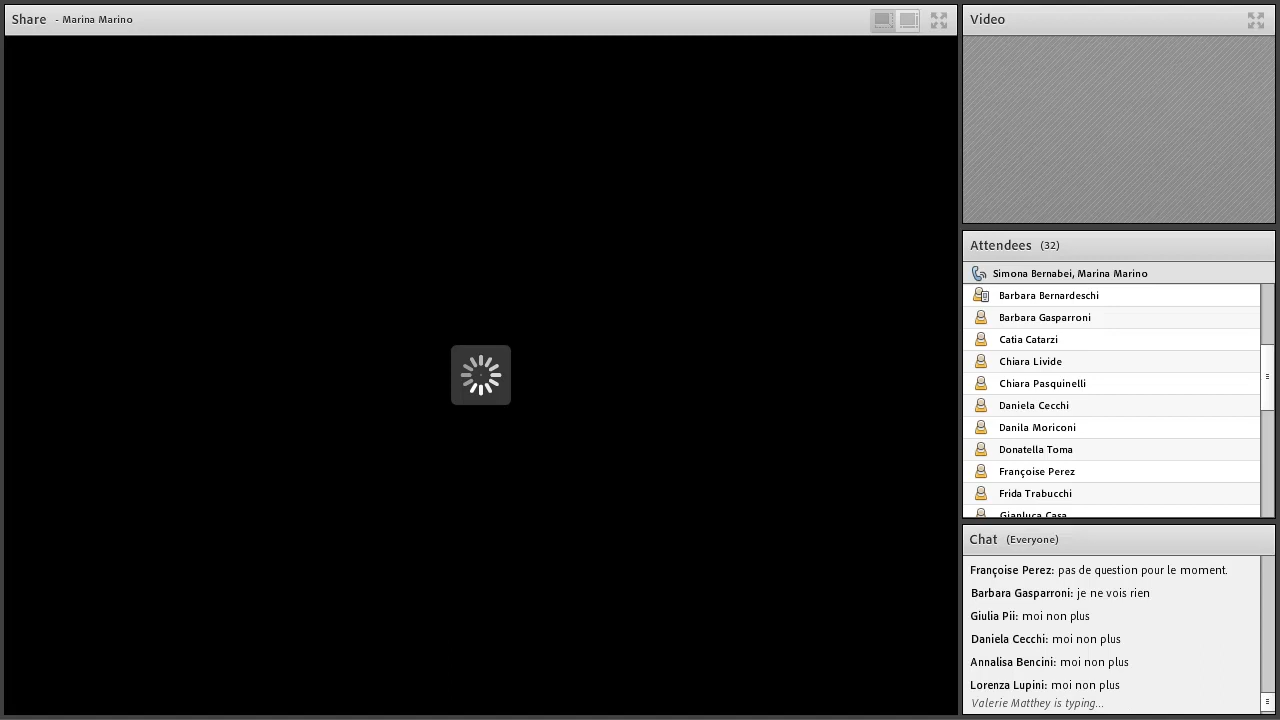 Share - Marina Marino
Video
Attendees (32)
Simona Bernabei, Marina Marino
Barbara Bernardeschi
Barbara Gasparroni
Catia Catarzi
Chiara Livide
Chiara Pasquinelli
Daniela Cecchi
Danila Moriconi
Donatella Toma
Françoise Perez
Frida Trabucchi
Gianluca Casa
Chat (Everyone)
Françoise Perez: pas de question pour le moment.
Barbara Gasparroni: je ne vois rien
Giulia Pii: moi non plus
Daniela Cecchi: moi non plus
Annalisa Bencini: moi non plus
Lorenza Lupini: moi non plus
Valerie Matthey is typing...